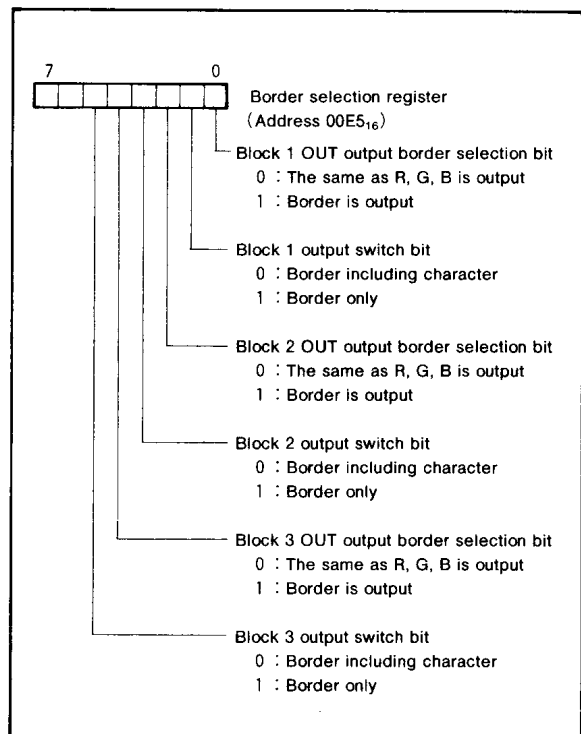 7 0
Border selection register
(Address 00E5₁₆)
Block 1 OUT output border selection bit
0 : The same as R, G, B is output
1 : Border is output
Block 1 output switch bit
0 : Border including character
1 : Border only
Block 2 OUT output border selection bit
0 : The same as R, G, B is output
1 : Border is output
Block 2 output switch bit
0 : Border including character
1 : Border only
Block 3 OUT output border selection bit
0 : The same as R, G, B is output
1 : Border is output
Block 3 output switch bit
0 : Border including character
1 : Border only